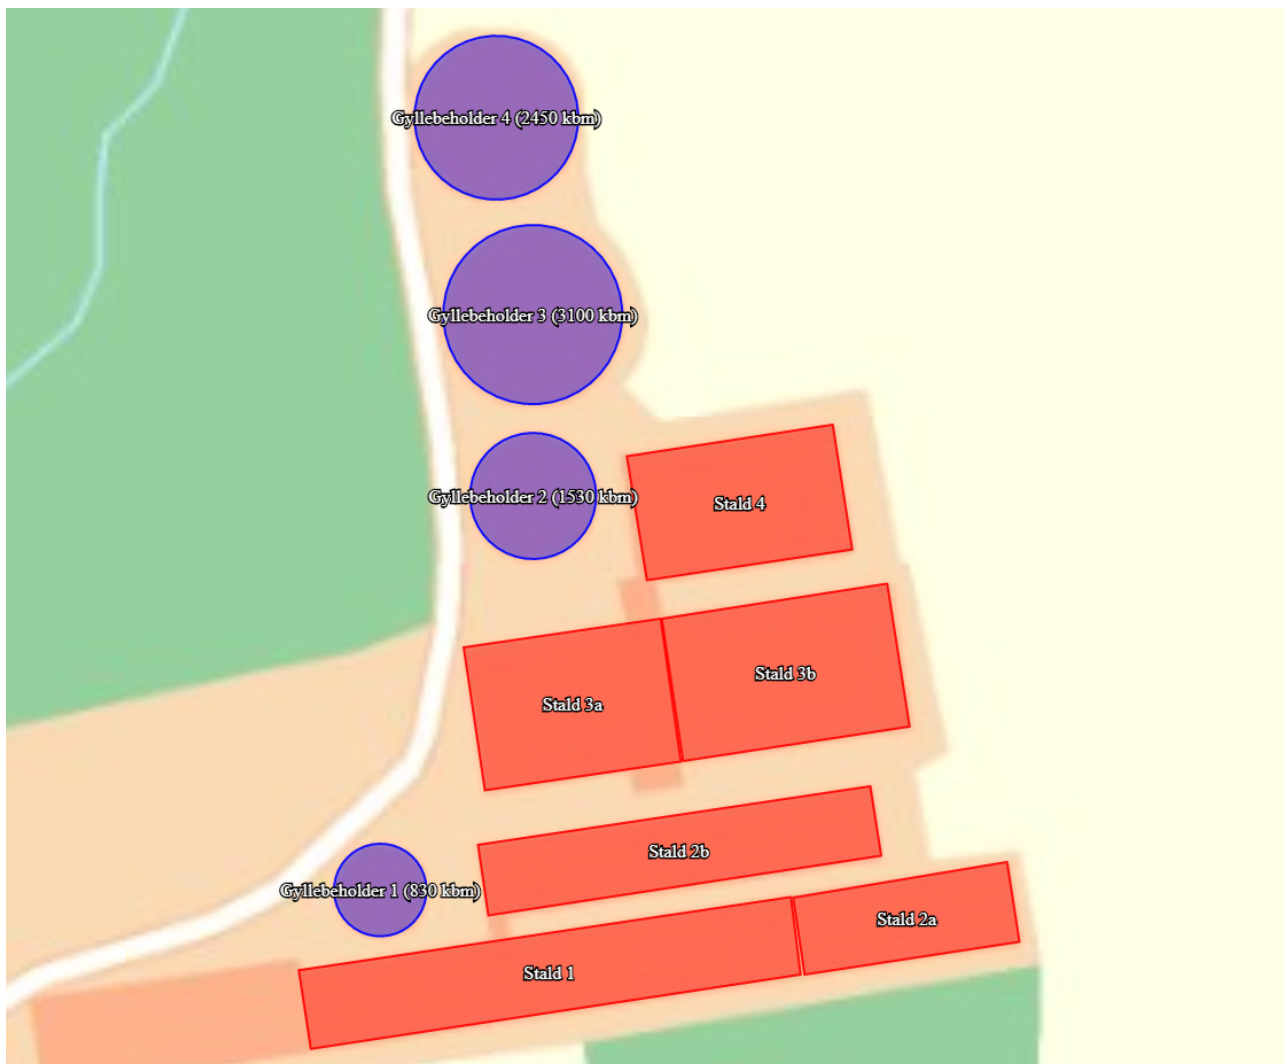 Gyllebeholder 4 (2450 kbm)
Gyllebeholder 3 (3100 kbm)
Gyllebeholder 2 (1530 kbm)
Stald 4
Stald 3b
Stald 3a
Stald 2b
Gyllebeholder 1 (830 kbm)
Stald 2a
Stald 1